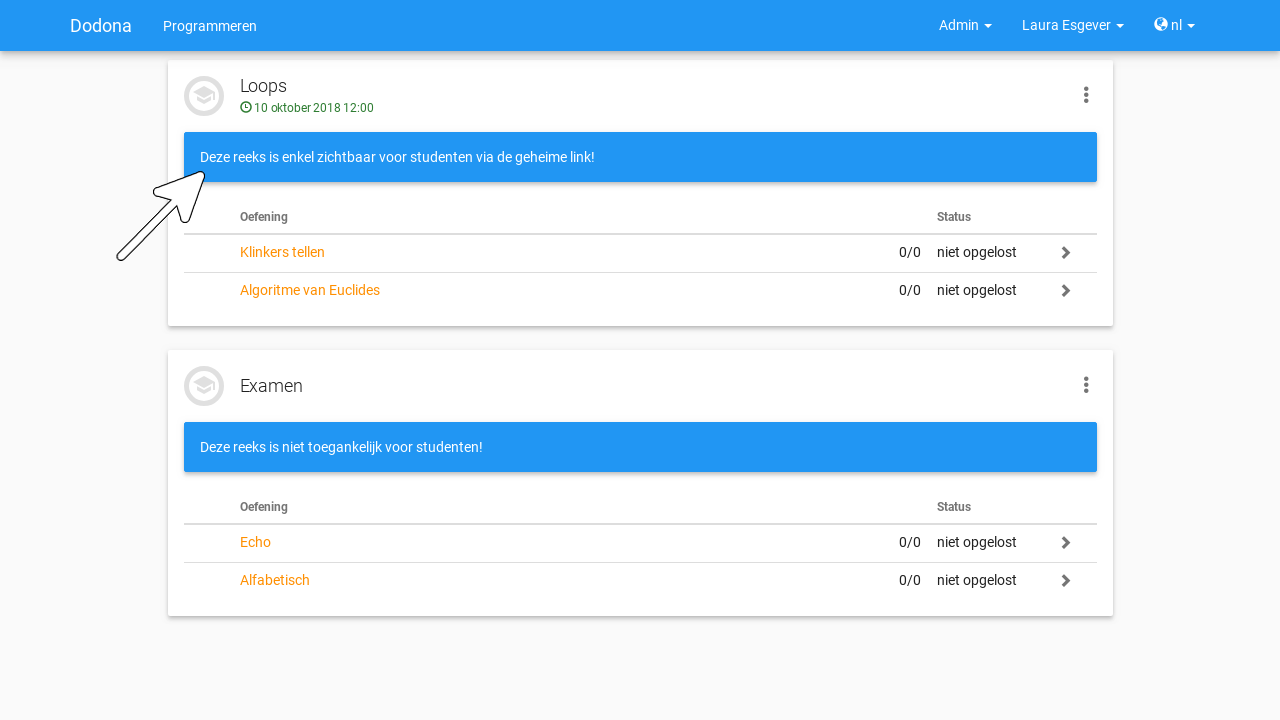 Dodona Programmeren Admin Laura Esgever nl
Loops
10 oktober 2018 12:00
Deze reeks is enkel zichtbaar voor studenten via de geheime link!
Oefening Status
Klinkers tellen 0/0 niet opgelost
Algoritme van Euclides 0/0 niet opgelost
Examen
Deze reeks is niet toegankelijk voor studenten!
Oefening Status
Echo 0/0 niet opgelost
Alfabetisch 0/0 niet opgelost